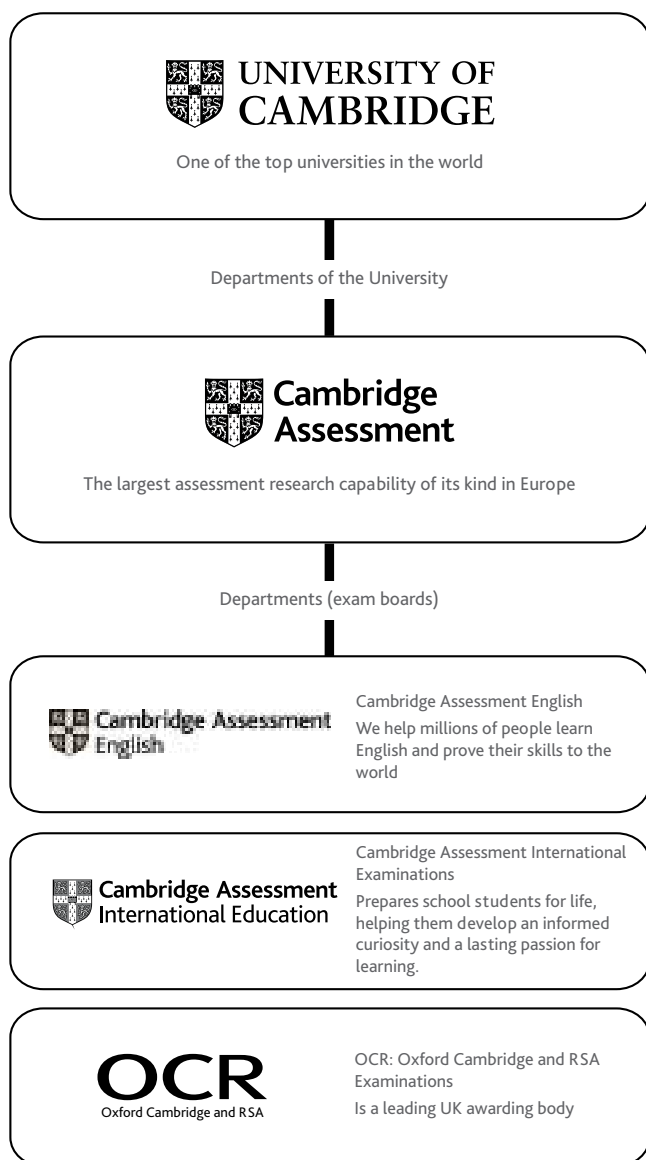 UNIVERSITY OF
CAMBRIDGE
One of the top universities in the world
Departments of the University
Cambridge
Assessment
The largest assessment research capability of its kind in Europe
Departments (exam boards)
Cambridge Assessment
English
Cambridge Assessment English
We help millions of people learn
English and prove their skills to the
world
Cambridge Assessment
International Education
Cambridge Assessment International
Examinations
Prepares school students for life,
helping them develop an informed
curiosity and a lasting passion for
learning.
OCR
Oxford Cambridge and RSA
OCR: Oxford Cambridge and RSA
Examinations
Is a leading UK awarding body